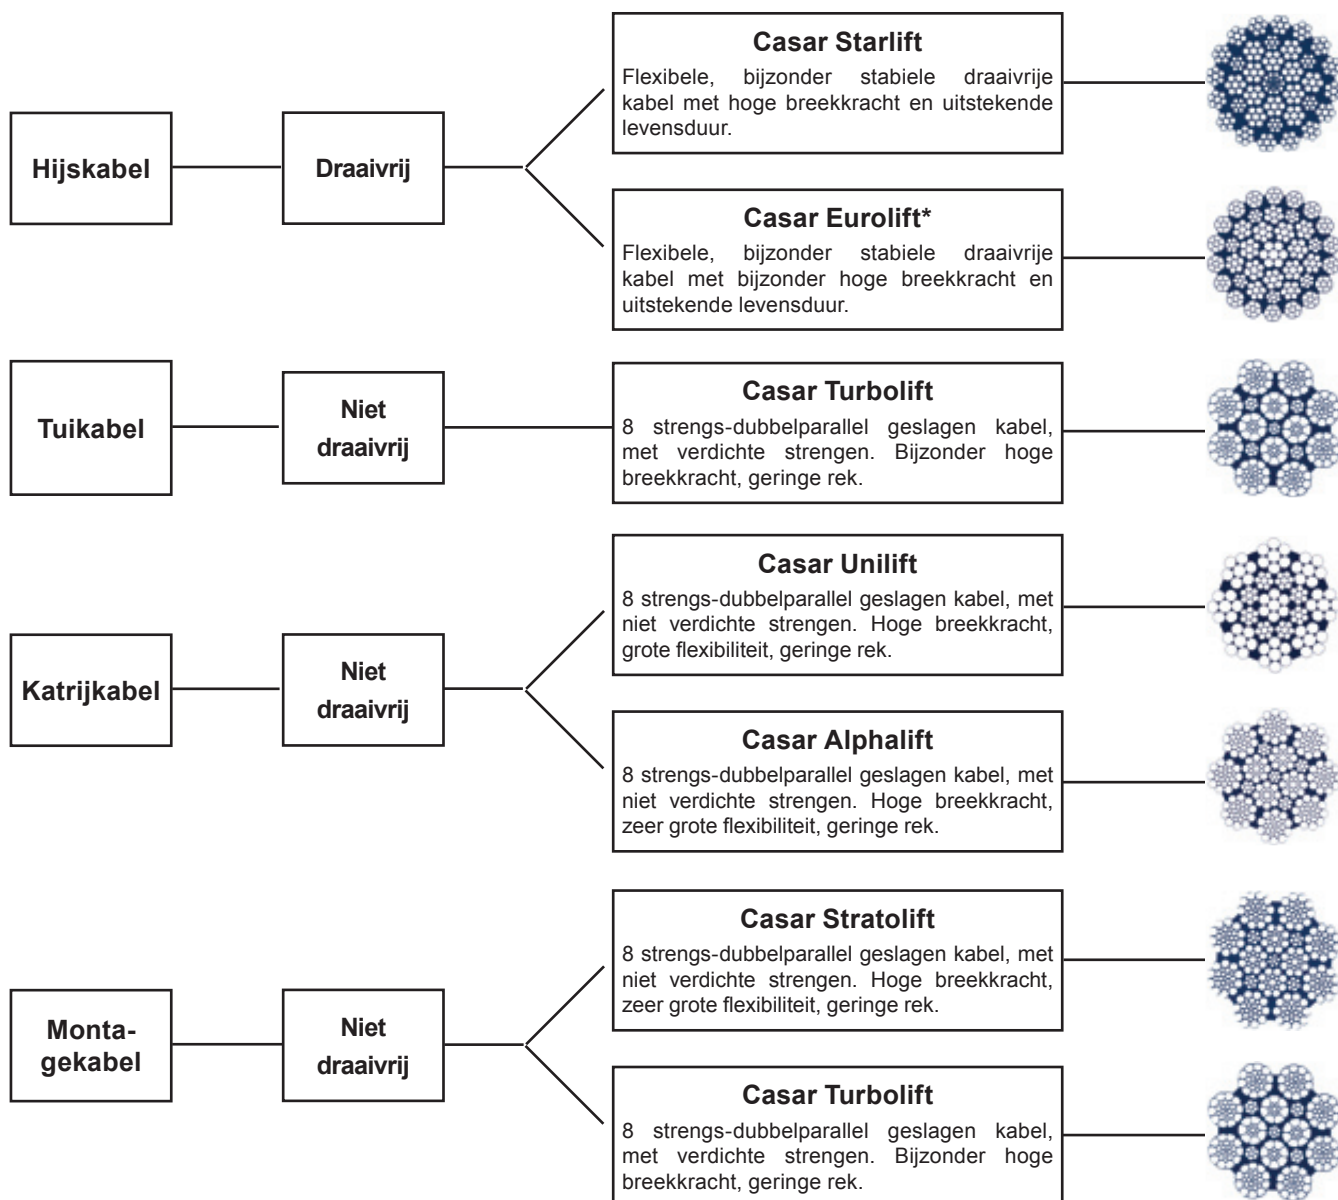 Hijskabel
Draaivrij
Casar Starlift
Flexibele, bijzonder stabiele draaivrije
kabel met hoge breekkracht en uitstekende
levensduur.
Casar Eurolift*
Flexibele, bijzonder stabiele draaivrije
kabel met bijzonder hoge breekkracht en
uitstekende levensduur.
Tuikabel
Niet
draaivrij
Casar Turbolift
8 strengs-dubbelparallel geslagen kabel,
met verdichte strengen. Bijzonder hoge
breekkracht, geringe rek.
Katrijkabel
Niet
draaivrij
Casar Unilift
8 strengs-dubbelparallel geslagen kabel, met
niet verdichte strengen. Hoge breekkracht,
grote flexibiliteit, geringe rek.
Casar Alphalift
8 strengs-dubbelparallel geslagen kabel, met
niet verdichte strengen. Hoge breekkracht,
zeer grote flexibiliteit, geringe rek.
Monta-
gekabel
Niet
draaivrij
Casar Stratolift
8 strengs-dubbelparallel geslagen kabel, met
niet verdichte strengen. Hoge breekkracht,
zeer grote flexibiliteit, geringe rek.
Casar Turbolift
8 strengs-dubbelparallel geslagen kabel,
met verdichte strengen. Bijzonder hoge
breekkracht, geringe rek.